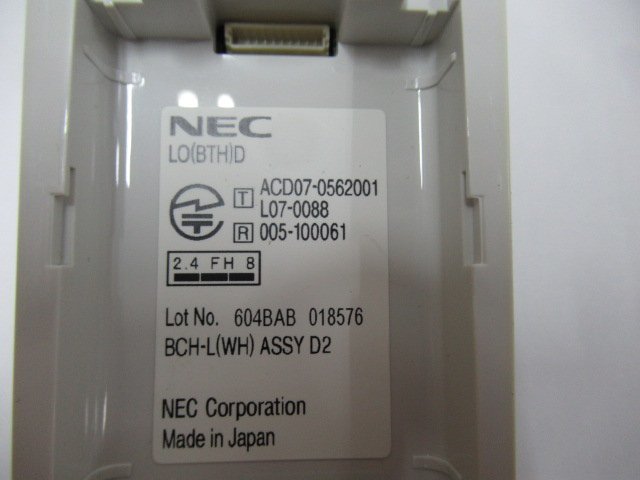 NEC
LO(BTH)D
T ACD07-0562001
L07-0088
R 005-100061
2.4 FH 8
Lot No. 604BAB 018576
BCH-L(WH) ASSY D2
NEC Corporation
Made in Japan